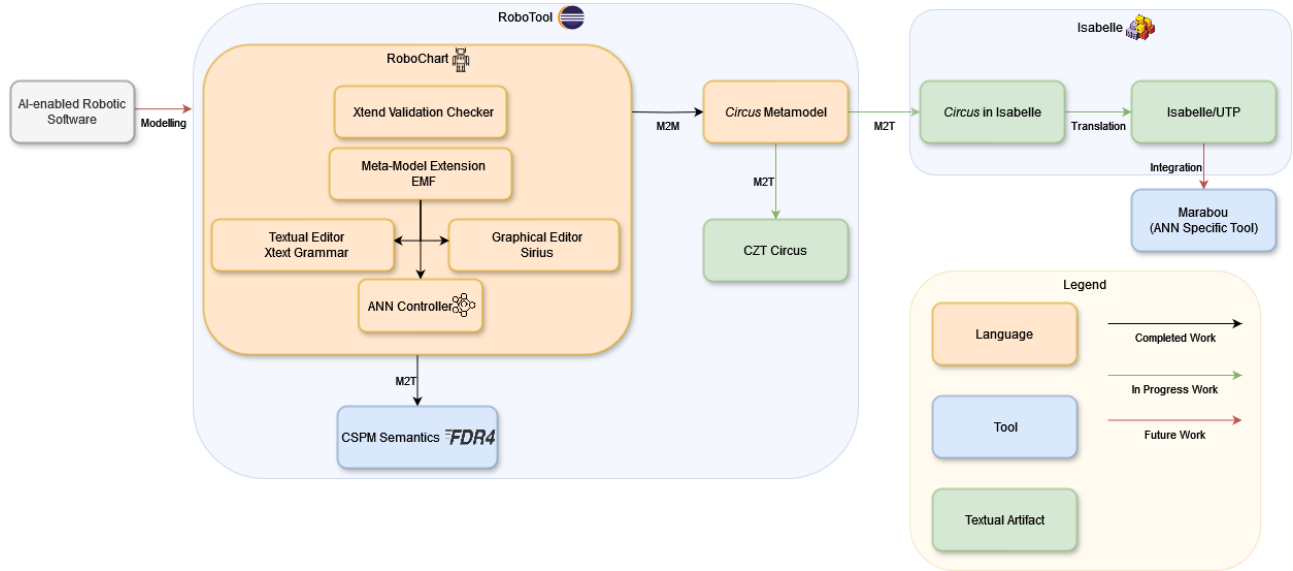 RoboTool
Isabelle
RoboChart
AI-enabled Robotic
Software
Modelling
Xtend Validation Checker
Meta-Model Extension
EMF
Textual Editor
Xtext Grammar
Graphical Editor
Sirius
ANN Controller
M2T
CSPM Semantics
FDR4
M2M
Circus Metamodel
M2T
CZT Circus
M2T
Circus in Isabelle
Translation
Isabelle/UTP
Integration
Marabou
(ANN Specific Tool)
Legend
Language
Completed Work
In Progress Work
Tool
Future Work
Textual Artifact